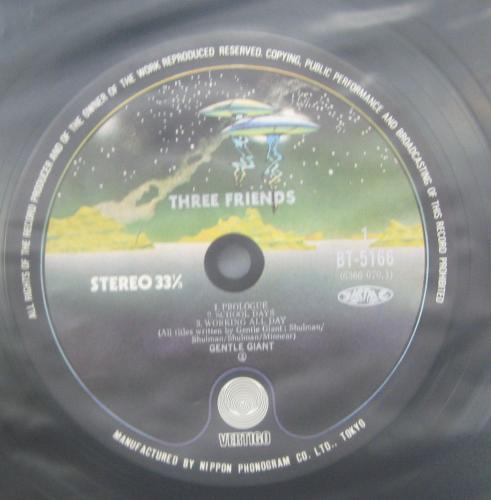 ALL RIGHTS OF THE RECORD PRODUCER AND OF THE OWNER OF THE WORK REPRODUCED RESERVED. COPYING, PUBLIC PERFORMANCE AND BROADCASTING OF THIS RECORD PROHIBITED
THREE FRIENDS
1
BT-5166
STEREO 33⅓
1. PROLOGUE
2. SCHOOL DAYS
3. WORKING ALL DAY
(All titles written by Gentle Giant: Shulman/
Shulman/Shulman/Minnear)
GENTLE GIANT
VERTIGO
MANUFACTURED BY NIPPON PHONOGRAM CO. LTD., TOKYO